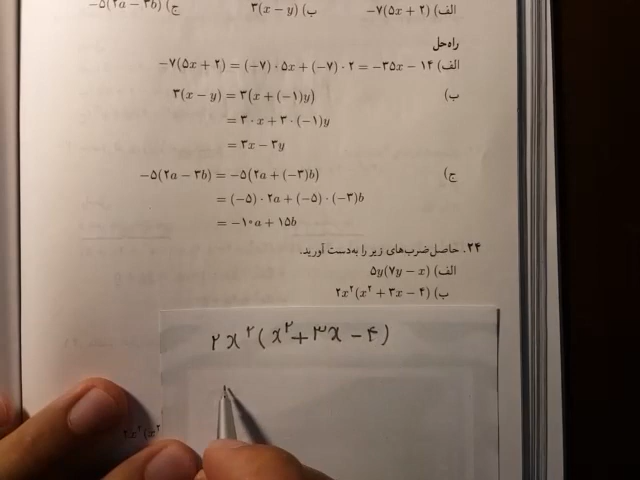 الف) −۷(۵x + ۲) ب) ۳(x − y) ج) −۵(۲a − ۳b)
راه‌حل
الف) −۷(۵x + ۲) = (−۷) · ۵x + (−۷) · ۲ = −۳۵x − ۱۴
ب) ۳(x − y) = ۳(x + (−۱)y)
= ۳ · x + ۳ · (−۱)y
= ۳x − ۳y
ج) −۵(۲a − ۳b) = −۵(۲a + (−۳)b)
= (−۵) · ۲a + (−۵) · (−۳)b
= −۱۰a + ۱۵b
۲۴. حاصل‌ضرب‌های زیر را به‌دست آورید.
الف) ۵y(۷y − x)
ب) ۲x²(x² + ۳x − ۴)
۲x²(x² + ۳x − ۴)
۲x²(x²